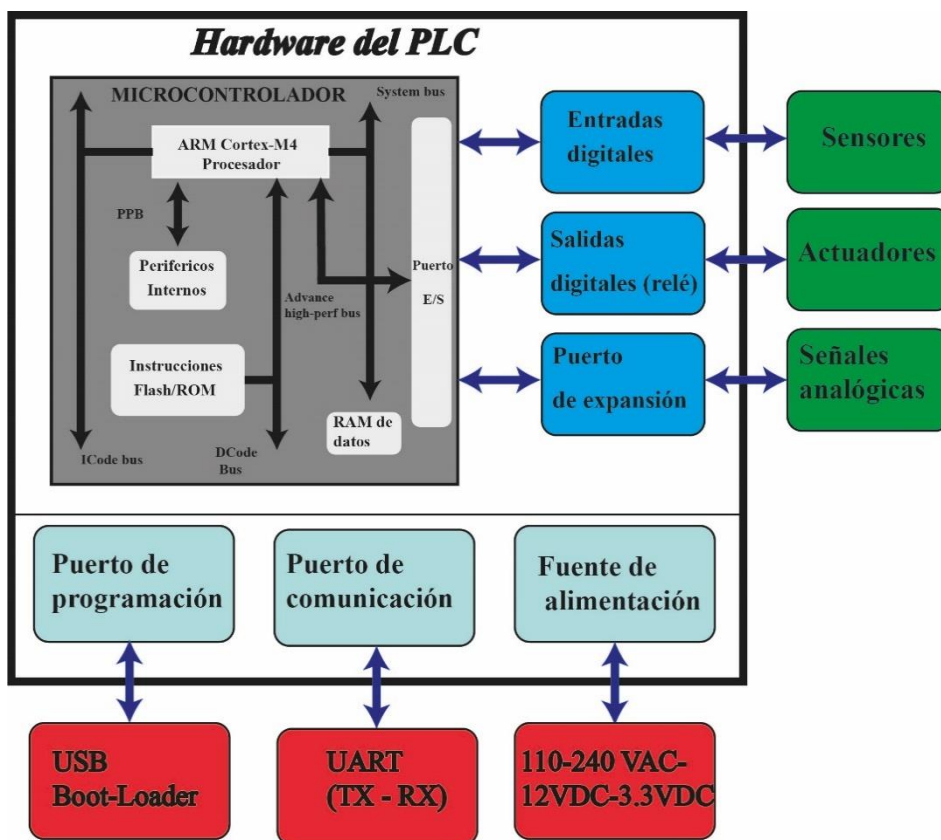 Hardware del PLC
MICROCONTROLADOR
System bus
ARM Cortex-M4
Procesador
PPB
Perifericos
Internos
Advance
high-perf bus
Puerto
E/S
Instrucciones
Flash/ROM
RAM de
datos
ICode bus
DCode
Bus
Entradas
digitales
Sensores
Salidas
digitales (relé)
Actuadores
Puerto
de expansión
Señales
analógicas
Puerto de
programación
Puerto de
comunicación
Fuente de
alimentación
USB
Boot-Loader
UART
(TX - RX)
110-240 VAC-
12VDC-3.3VDC